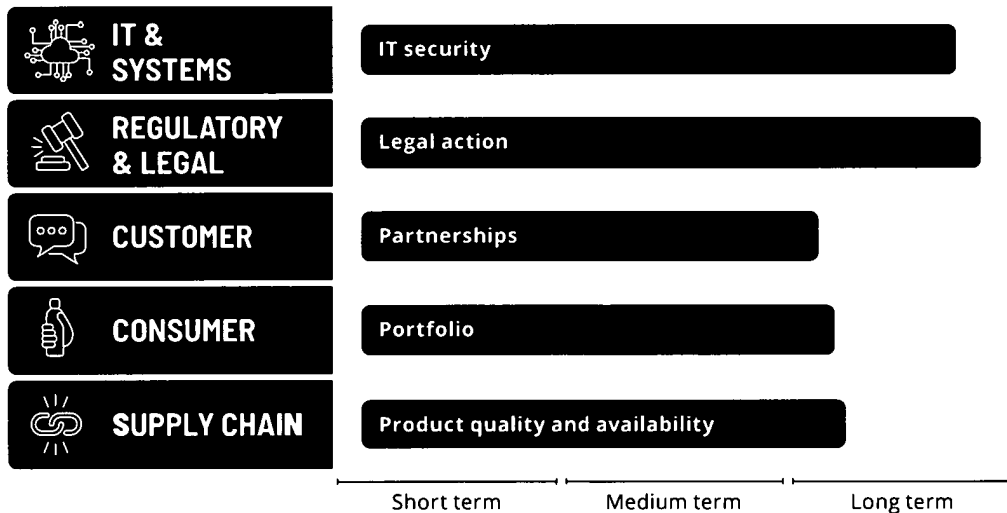 IT &
SYSTEMS
IT security
REGULATORY
& LEGAL
Legal action
CUSTOMER
Partnerships
CONSUMER
Portfolio
SUPPLY CHAIN
Product quality and availability
Short term
Medium term
Long term